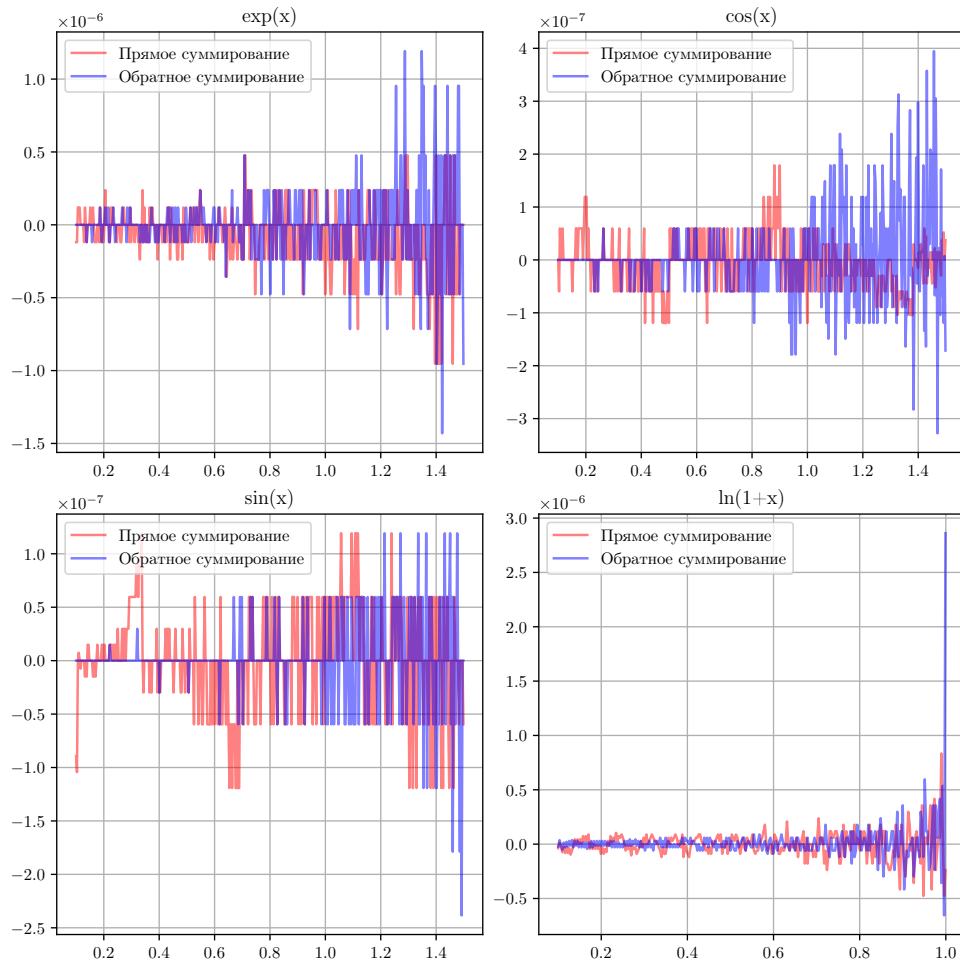 exp(x)
×10−6
Прямое суммирование
Обратное суммирование
1.0
0.5
0.0
−0.5
−1.0
−1.5
0.2 0.4 0.6 0.8 1.0 1.2 1.4
cos(x)
×10−7
Прямое суммирование
Обратное суммирование
4
3
2
1
0
−1
−2
−3
0.2 0.4 0.6 0.8 1.0 1.2 1.4
sin(x)
×10−7
Прямое суммирование
Обратное суммирование
1.0
0.5
0.0
−0.5
−1.0
−1.5
−2.0
−2.5
0.2 0.4 0.6 0.8 1.0 1.2 1.4
ln(1+x)
×10−6
Прямое суммирование
Обратное суммирование
3.0
2.5
2.0
1.5
1.0
0.5
0.0
−0.5
0.2 0.4 0.6 0.8 1.0